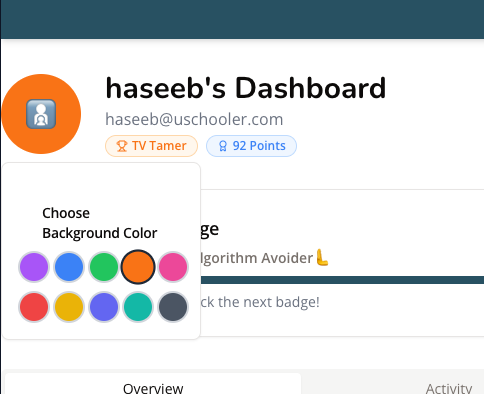 haseeb's Dashboard
haseeb@uschooler.com
TV Tamer 92 Points
Choose
Background Color
ge
lgorithm Avoider
ck the next badge!
Overview Activity